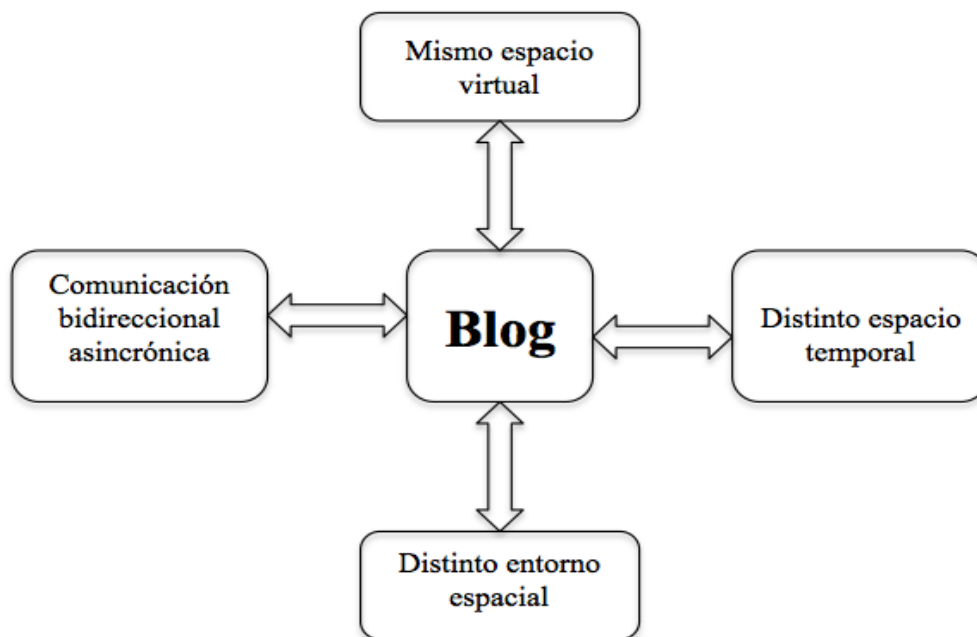 Mismo espacio
virtual
Comunicación
bidireccional
asincrónica
Blog
Distinto espacio
temporal
Distinto entorno
espacial